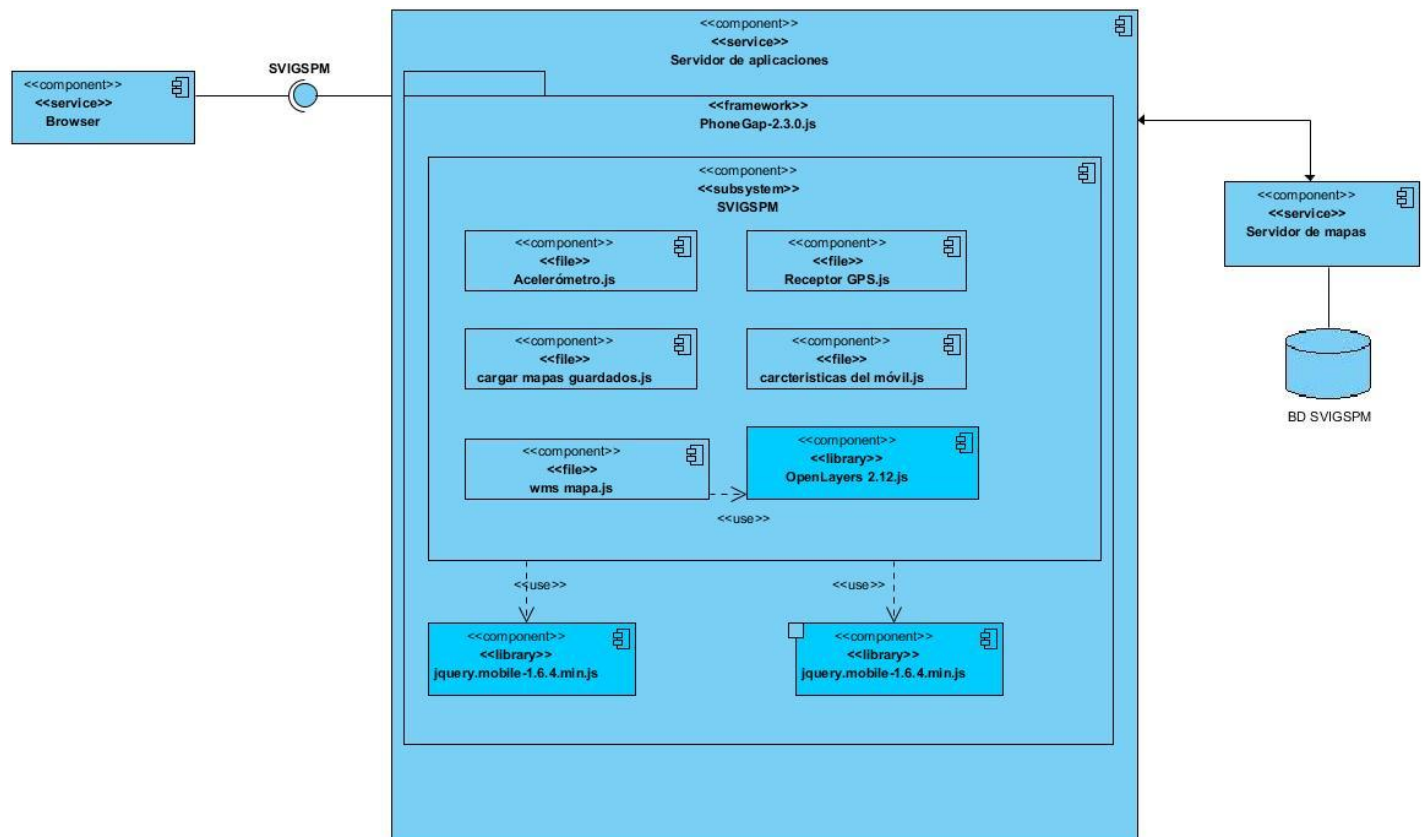 <<component>>
<<service>>
Servidor de aplicaciones
SVIGSPM
<<component>>
<<service>>
Browser
<<framework>>
PhoneGap-2.3.0.js
<<component>>
<<subsystem>>
SVIGSPM
<<component>>
<<service>>
Servidor de mapas
<<component>>
<<file>>
Acelerómetro.js
<<component>>
<<file>>
Receptor GPS.js
<<component>>
<<file>>
cargar mapas guardados.js
<<component>>
<<file>>
carcteristicas del móvil.js
BD SVIGSPM
<<component>>
<<file>>
wms mapa.js
<<component>>
<<library>>
OpenLayers 2.12.js
<<use>>
<<use>>
<<use>>
<<component>>
<<library>>
jquery.mobile-1.6.4.min.js
<<component>>
<<library>>
jquery.mobile-1.6.4.min.js